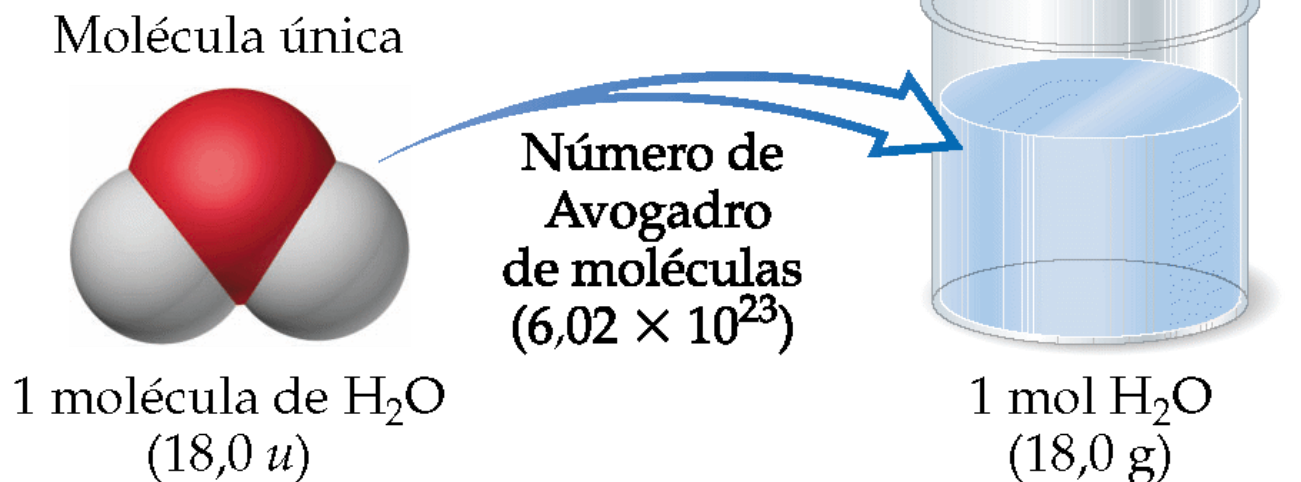 Molécula única
Número de
Avogadro
de moléculas
(6,02 × 10²³)
1 molécula de H₂O
(18,0 u)
1 mol H₂O
(18,0 g)